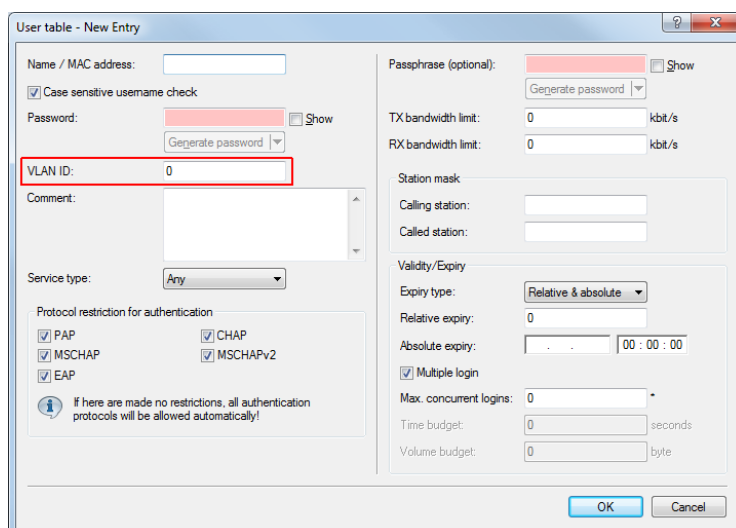 User table - New Entry
Name / MAC address:
Case sensitive username check
Password:
Show
Generate password
VLAN ID:
0
Comment:
Service type:
Any
Protocol restriction for authentication
PAP
CHAP
MSCHAP
MSCHAPv2
EAP
If here are made no restrictions, all authentication
protocols will be allowed automatically!
Passphrase (optional):
Show
Generate password
TX bandwidth limit:
0
kbit/s
RX bandwidth limit:
0
kbit/s
Station mask
Calling station:
Called station:
Validity/Expiry
Expiry type:
Relative & absolute
Relative expiry:
0
Absolute expiry:
. .
00 : 00 : 00
Multiple login
Max. concurrent logins:
0
*
Time budget:
0
seconds
Volume budget:
0
byte
OK
Cancel